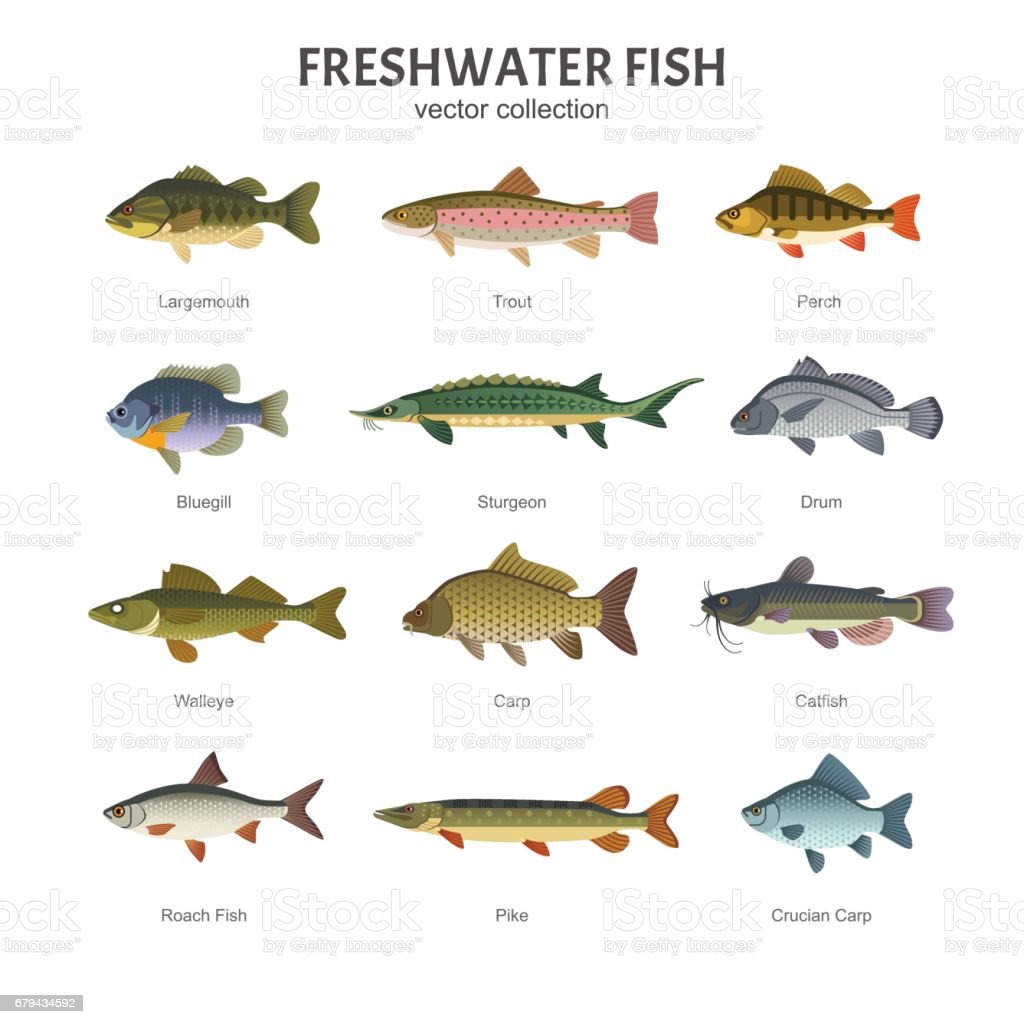 FRESHWATER FISH
vector collection
Largemouth
Trout
Perch
Bluegill
Sturgeon
Drum
Walleye
Carp
Catfish
Roach Fish
Pike
Crucian Carp
iStock
by Getty Images™
679434592